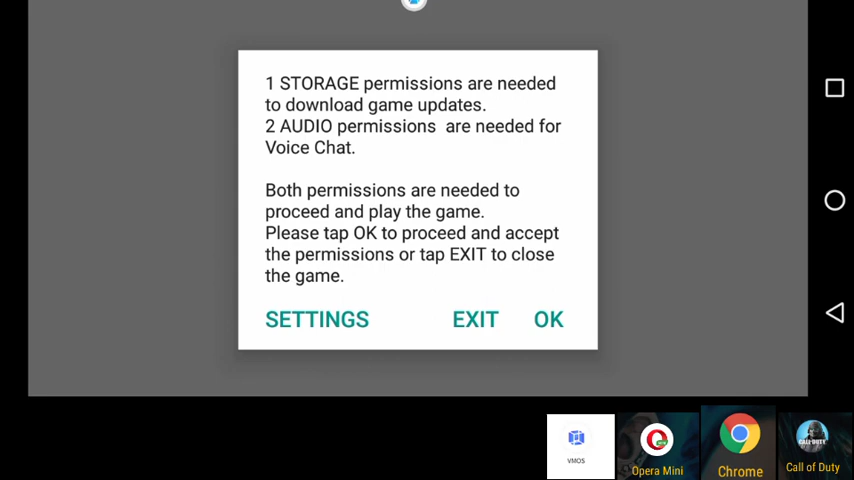 1 STORAGE permissions are needed
to download game updates.
2 AUDIO permissions  are needed for
Voice Chat.
Both permissions are needed to
proceed and play the game.
Please tap OK to proceed and accept
the permissions or tap EXIT to close
the game.
SETTINGS EXIT OK
VMOS Opera Mini Chrome Call of Duty
CALL·DUTY